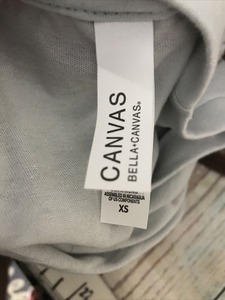 CANVAS
BELLA+CANVAS®
ASSEMBLED IN NICARAGUA
OF US COMPONENTS
XS